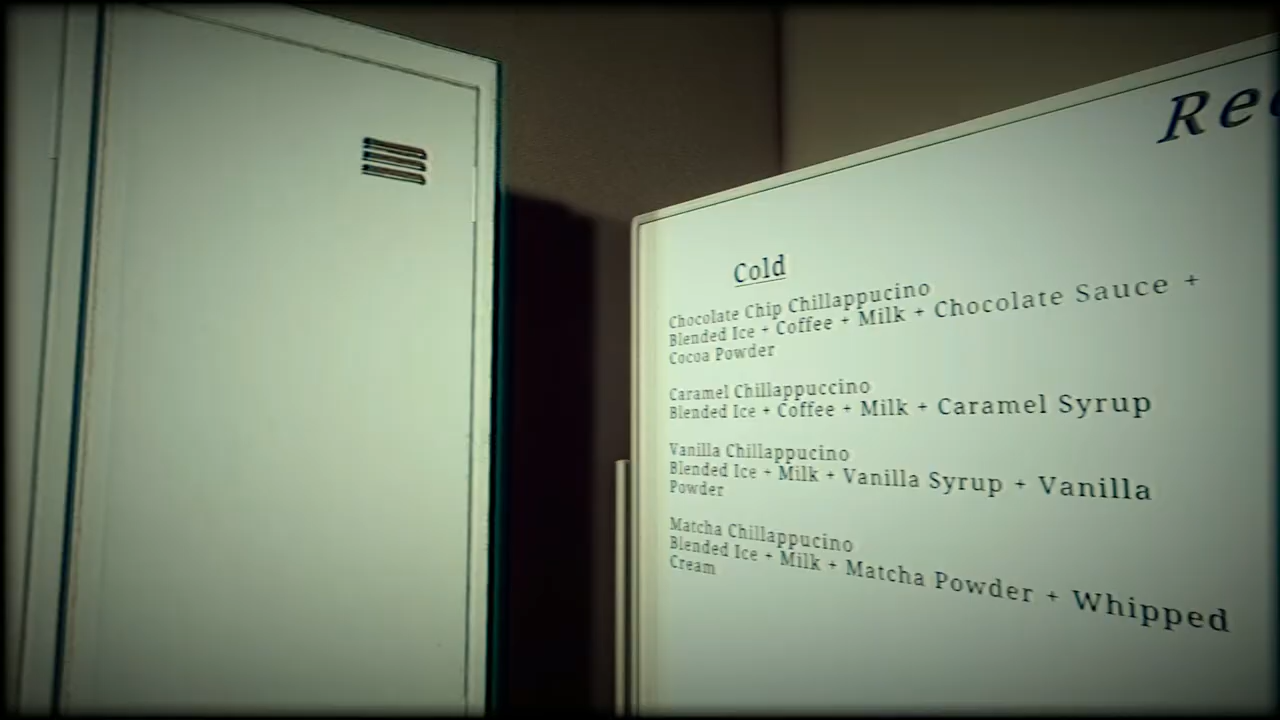 Rec
Cold
Chocolate Chip Chillappucino
Blended Ice + Coffee + Milk + Chocolate Sauce +
Cocoa Powder
Caramel Chillappuccino
Blended Ice + Coffee + Milk + Caramel Syrup
Vanilla Chillappucino
Blended Ice + Milk + Vanilla Syrup + Vanilla
Powder
Matcha Chillappucino
Blended Ice + Milk + Matcha Powder + Whipped
Cream